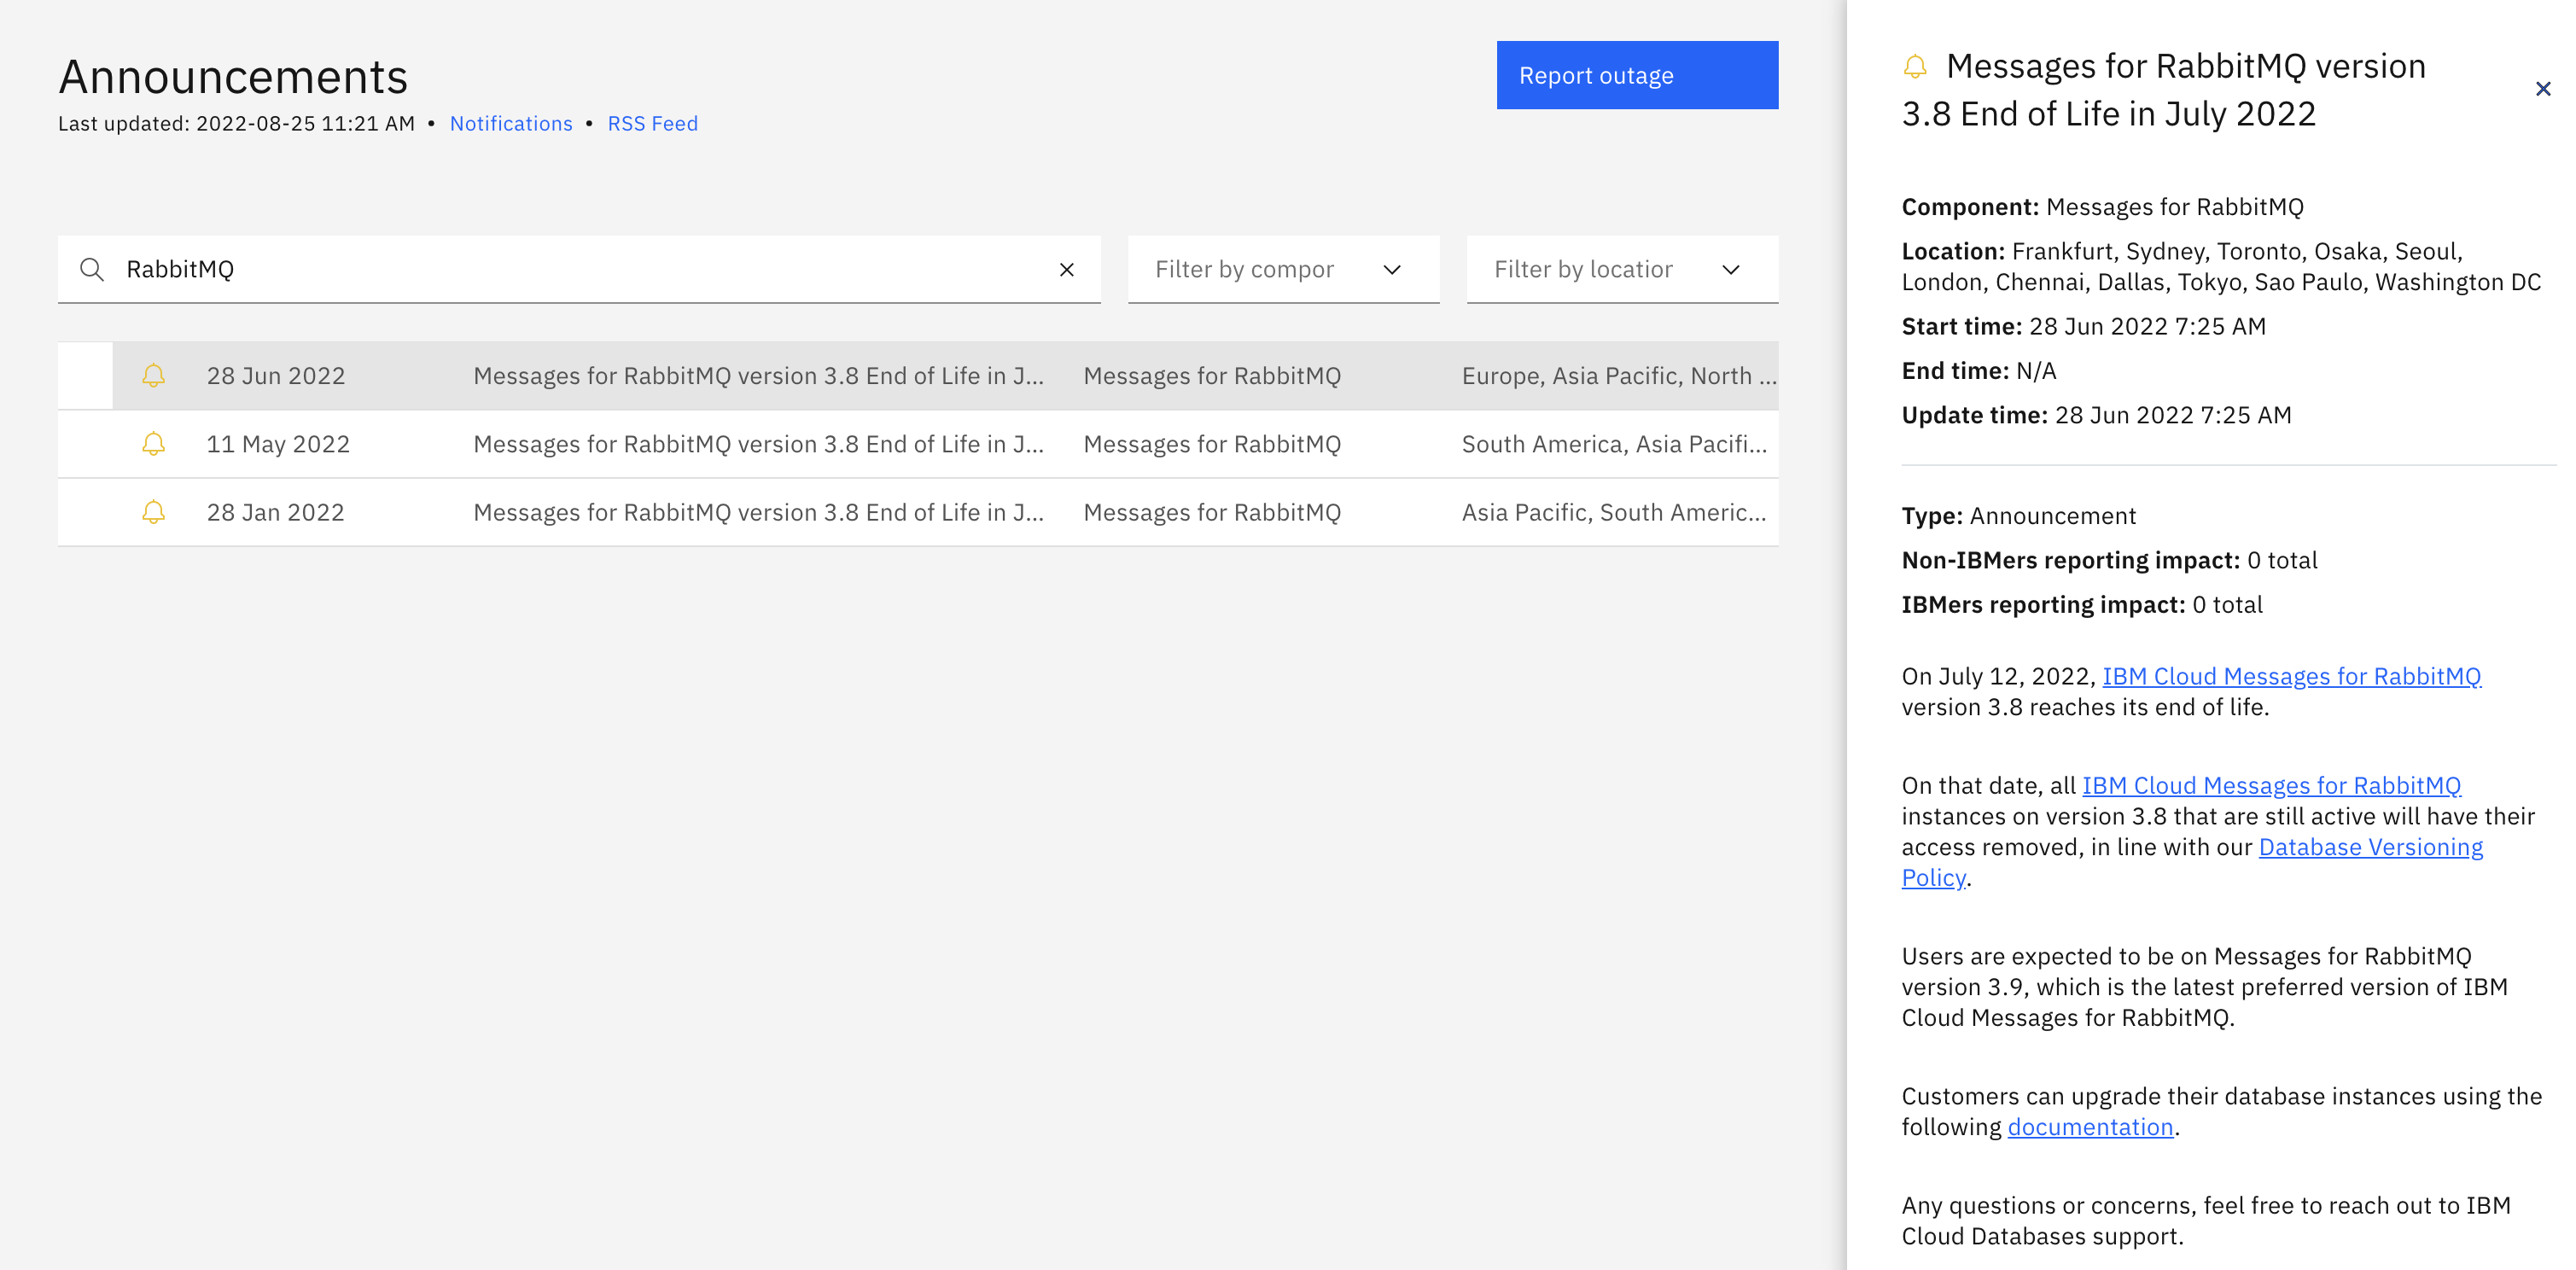 Announcements
Last updated: 2022-08-25 11:21 AM • Notifications • RSS Feed
Report outage
RabbitMQ
Filter by compor
Filter by locatior
28 Jun 2022 Messages for RabbitMQ version 3.8 End of Life in J... Messages for RabbitMQ Europe, Asia Pacific, North ...
11 May 2022 Messages for RabbitMQ version 3.8 End of Life in J... Messages for RabbitMQ South America, Asia Pacifi...
28 Jan 2022 Messages for RabbitMQ version 3.8 End of Life in J... Messages for RabbitMQ Asia Pacific, South Americ...
Messages for RabbitMQ version
3.8 End of Life in July 2022
Component: Messages for RabbitMQ
Location: Frankfurt, Sydney, Toronto, Osaka, Seoul,
London, Chennai, Dallas, Tokyo, Sao Paulo, Washington DC
Start time: 28 Jun 2022 7:25 AM
End time: N/A
Update time: 28 Jun 2022 7:25 AM
Type: Announcement
Non-IBMers reporting impact: 0 total
IBMers reporting impact: 0 total
On July 12, 2022, IBM Cloud Messages for RabbitMQ
version 3.8 reaches its end of life.
On that date, all IBM Cloud Messages for RabbitMQ
instances on version 3.8 that are still active will have their
access removed, in line with our Database Versioning
Policy.
Users are expected to be on Messages for RabbitMQ
version 3.9, which is the latest preferred version of IBM
Cloud Messages for RabbitMQ.
Customers can upgrade their database instances using the
following documentation.
Any questions or concerns, feel free to reach out to IBM
Cloud Databases support.